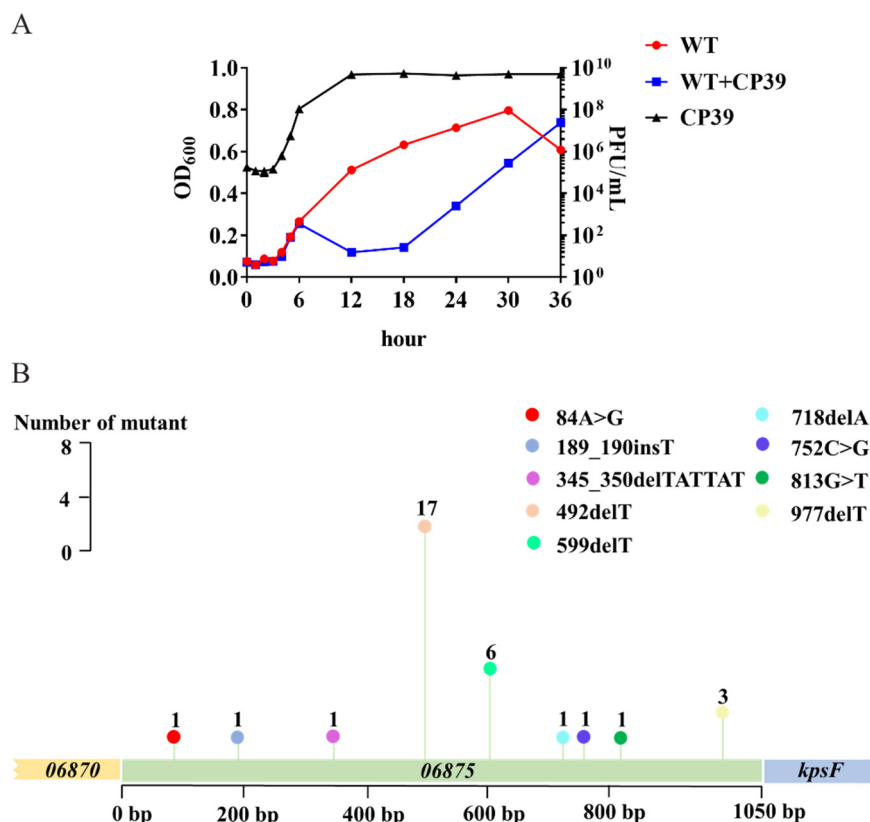 A
WT
WT+CP39
CP39
1.0
0.8
0.6
0.4
0.2
0.0
OD600
10^10
10^8
10^6
10^4
10^2
10^0
PFU/mL
0 6 12 18 24 30 36
hour
B
Number of mutant
8
4
0
84A>G
189_190insT
345_350delTATTAT
492delT
599delT
718delA
752C>G
813G>T
977delT
17
6
3
1 1 1 1 1 1
06870 06875 kpsF
0 bp 200 bp 400 bp 600 bp 800 bp 1050 bp